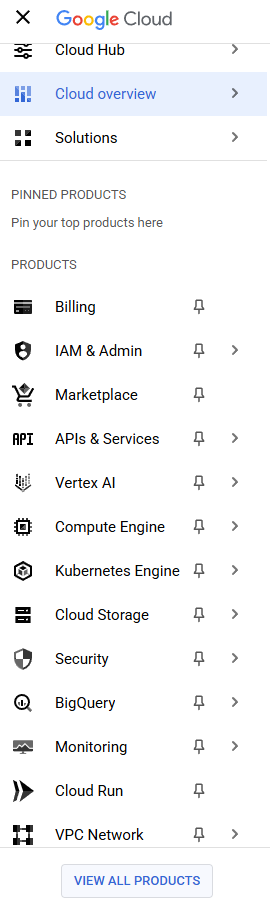 Google Cloud
Cloud Hub
Cloud overview
Solutions
PINNED PRODUCTS
Pin your top products here
PRODUCTS
Billing
IAM & Admin
Marketplace
API APIs & Services
Vertex AI
Compute Engine
Kubernetes Engine
Cloud Storage
Security
BigQuery
Monitoring
Cloud Run
VPC Network
VIEW ALL PRODUCTS